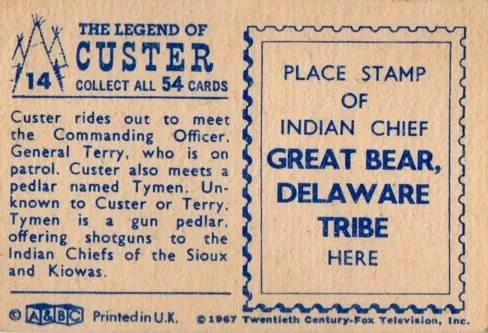 THE LEGEND OF
CUSTER
14
COLLECT ALL 54 CARDS
Custer rides out to meet
the Commanding Officer,
General Terry, who is on
patrol. Custer also meets a
pedlar named Tymen. Un-
known to Custer or Terry,
Tymen is a gun pedlar,
offering shotguns to the
Indian Chiefs of the Sioux
and Kiowas.
PLACE STAMP
OF
INDIAN CHIEF
GREAT BEAR,
DELAWARE
TRIBE
HERE
© A&BC Printed in U.K. © 1967 Twentieth Century-Fox Television, Inc.